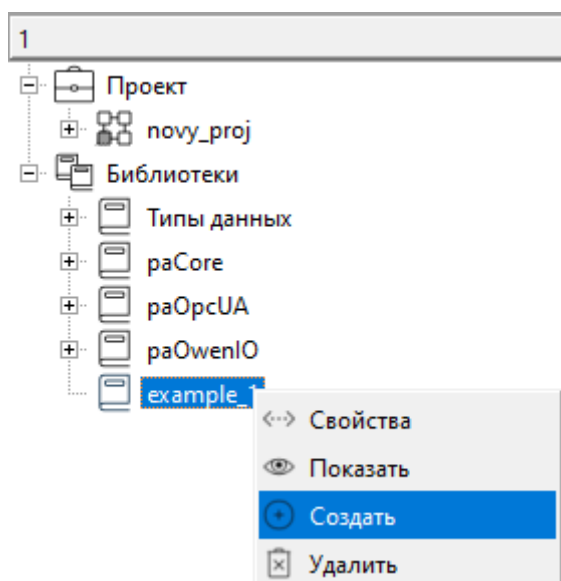 1
Проект
novy_proj
Библиотеки
Типы данных
paCore
paOpcUA
paOwenIO
example_1
Свойства
Показать
Создать
Удалить